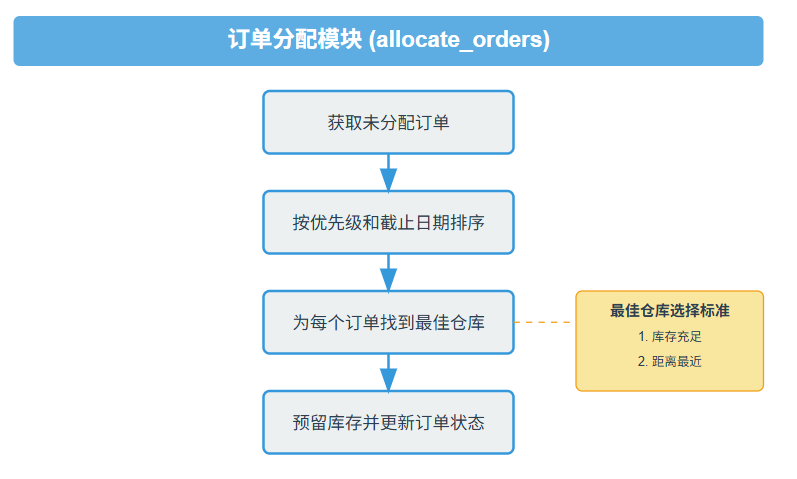 订单分配模块 (allocate_orders)
获取未分配订单
按优先级和截止日期排序
为每个订单找到最佳仓库
最佳仓库选择标准
1. 库存充足
2. 距离最近
预留库存并更新订单状态